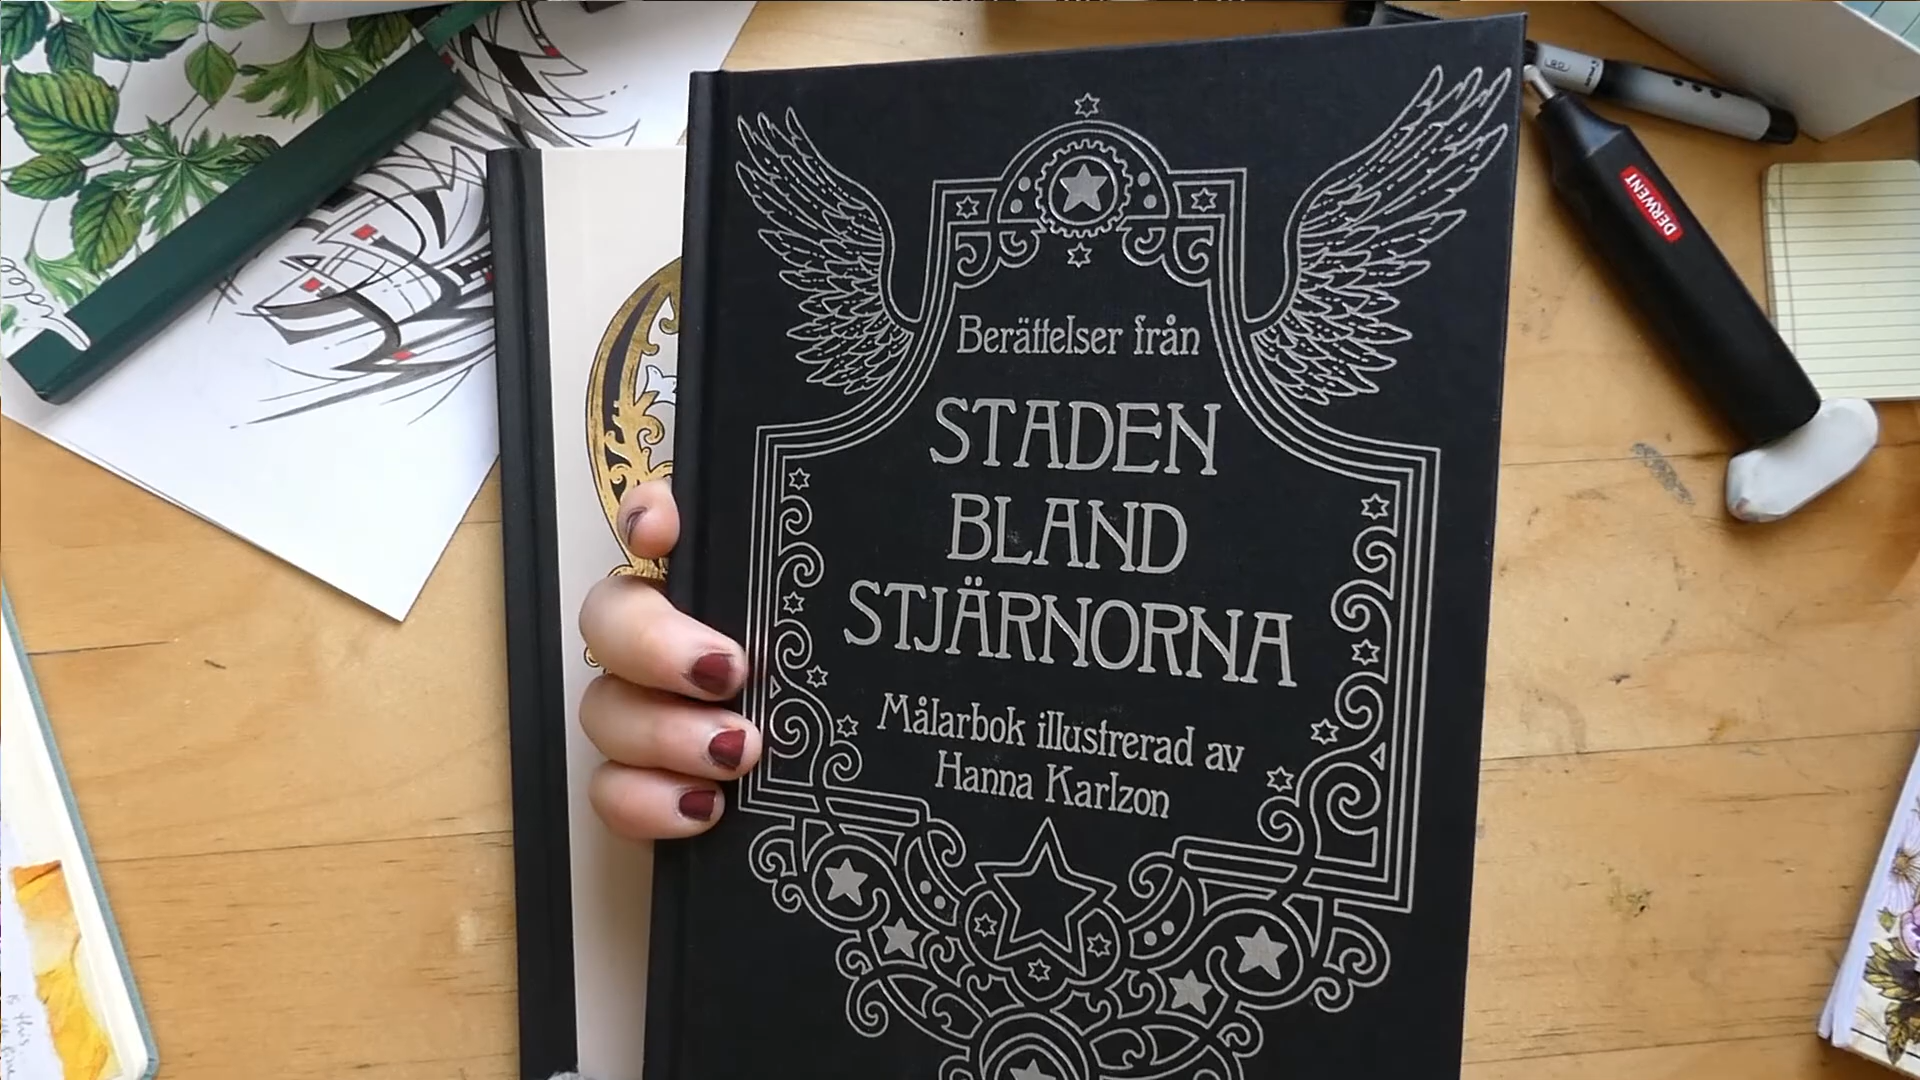 Berättelser från
STADEN
BLAND
STJÄRNORNA
Målarbok illustrerad av
Hanna Karlzon
DERWENT